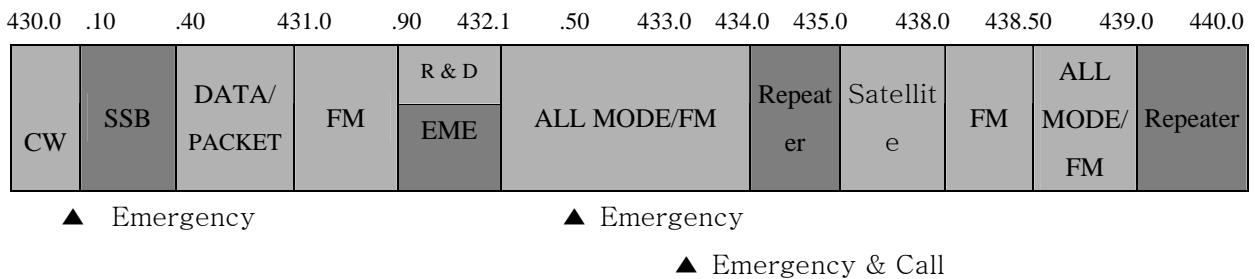 430.0 .10 .40 431.0 .90 432.1 .50 433.0 434.0 435.0 438.0 438.50 439.0 440.0
CW
SSB
DATA/
PACKET
FM
R & D
EME
ALL MODE/FM
Repeat
er
Satellit
e
FM
ALL
MODE/
FM
Repeater
▲ Emergency ▲ Emergency
▲ Emergency & Call